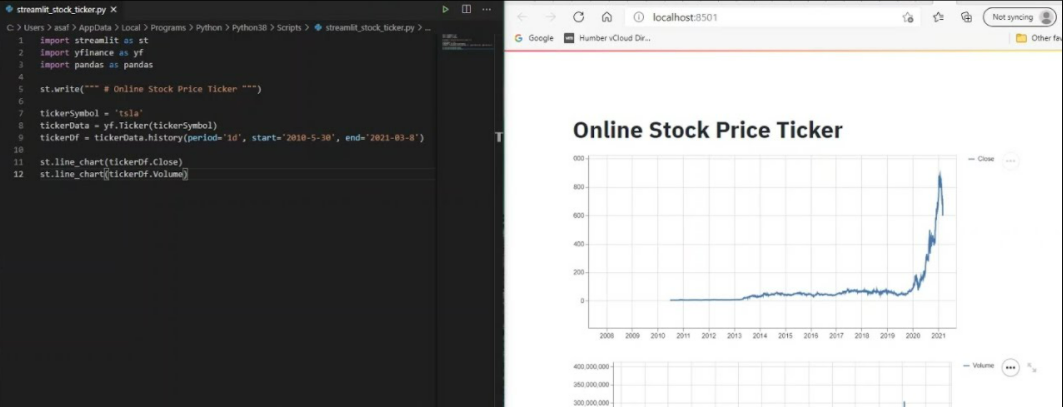 streamlit_stock_ticker.py
C: > Users > asaf > AppData > Local > Programs > Python > Python38 > Scripts > streamlit_stock_ticker.py > ...
1 import streamlit as st
2 import yfinance as yf
3 import pandas as pandas
4
5 st.write(""" # Online Stock Price Ticker """)
6
7 tickerSymbol = 'tsla'
8 tickerData = yf.Ticker(tickerSymbol)
9 tickerDf = tickerData.history(period='1d', start='2010-5-30', end='2021-03-8')
10
11 st.line_chart(tickerDf.Close)
12 st.line_chart(tickerDf.Volume)
localhost:8501
Not syncing
Google
Humber vCloud Dir...
Other fav
Online Stock Price Ticker
000
800
600
400
200
0
2008 2009 2010 2011 2012 2013 2014 2015 2016 2017 2018 2019 2020 2021
Close
400,000,000
350,000,000
300,000,000
Volume